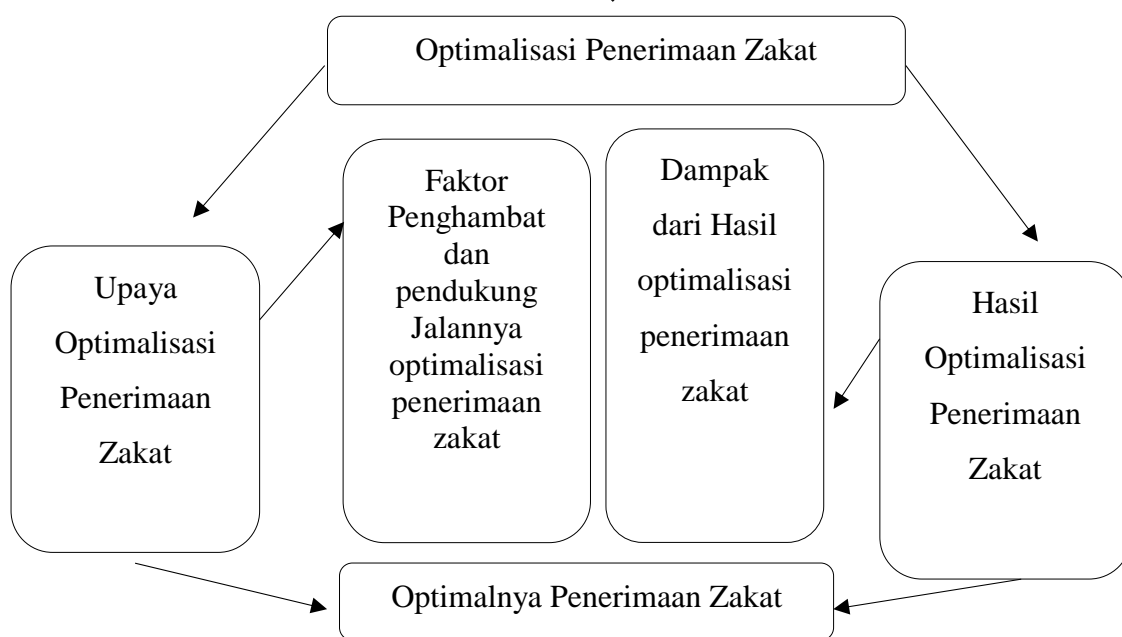 Optimalisasi Penerimaan Zakat
Upaya
Optimalisasi
Penerimaan
Zakat
Faktor
Penghambat
dan
pendukung
Jalannya
optimalisasi
penerimaan
zakat
Dampak
dari Hasil
optimalisasi
penerimaan
zakat
Hasil
Optimalisasi
Penerimaan
Zakat
Optimalnya Penerimaan Zakat